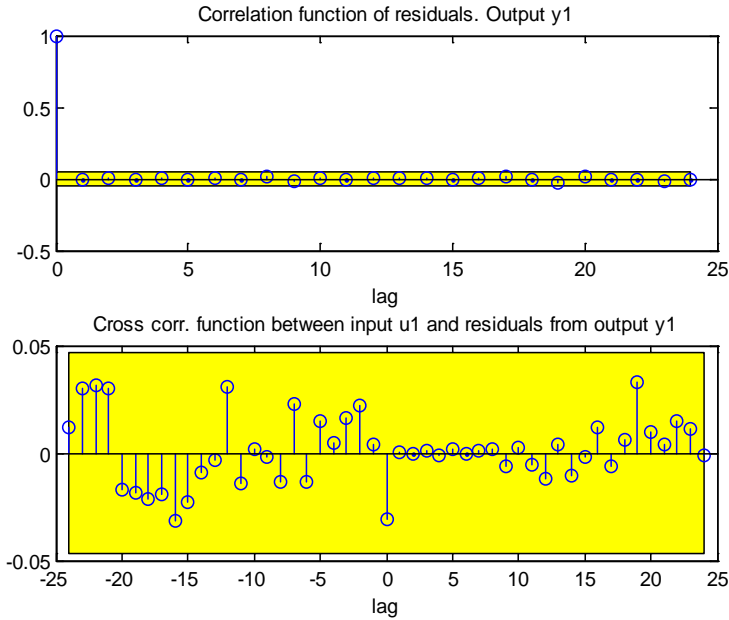 Correlation function of residuals. Output y1
1
0.5
0
-0.5
0 5 10 15 20 25
lag
Cross corr. function between input u1 and residuals from output y1
0.05
0
-0.05
-25 -20 -15 -10 -5 0 5 10 15 20 25
lag